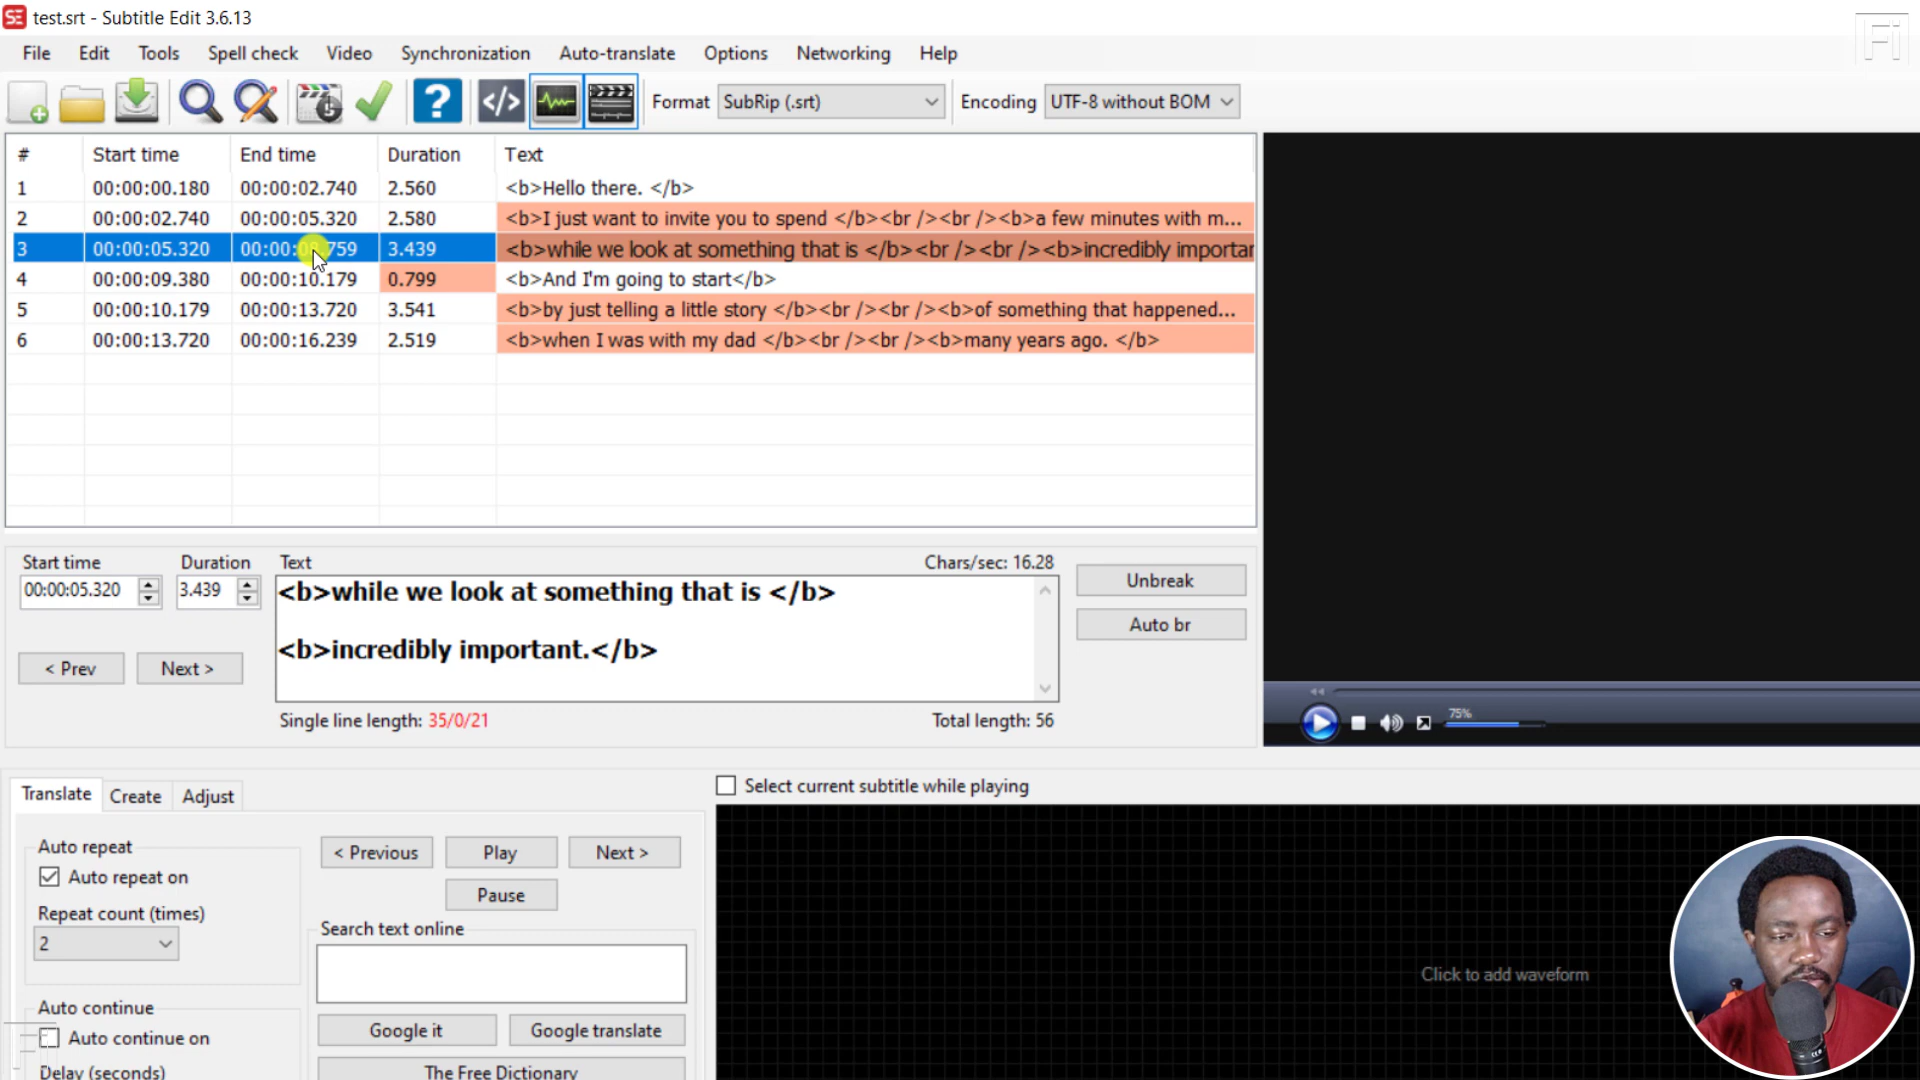 test.srt - Subtitle Edit 3.6.13
File Edit Tools Spell check Video Synchronization Auto-translate Options Networking Help
Format SubRip (.srt) Encoding UTF-8 without BOM
# Start time End time Duration Text
1 00:00:00.180 00:00:02.740 2.560 <b>Hello there. </b>
2 00:00:02.740 00:00:05.320 2.580 <b>I just want to invite you to spend </b><br /><br /><b>a few minutes with m...
3 00:00:05.320 00:00:08.759 3.439 <b>while we look at something that is </b><br /><br /><b>incredibly importan
4 00:00:09.380 00:00:10.179 0.799 <b>And I'm going to start</b>
5 00:00:10.179 00:00:13.720 3.541 <b>by just telling a little story </b><br /><br /><b>of something that happened...
6 00:00:13.720 00:00:16.239 2.519 <b>when I was with my dad </b><br /><br /><b>many years ago. </b>
Start time Duration Text Chars/sec: 16.28
00:00:05.320 3.439
<b>while we look at something that is </b>
<b>incredibly important.</b>
Unbreak
Auto br
< Prev Next >
Single line length: 35/0/21 Total length: 56
75%
Translate Create Adjust
Select current subtitle while playing
Auto repeat
Auto repeat on
Repeat count (times)
2
< Previous Play Next >
Pause
Search text online
Auto continue
Auto continue on
Delay (seconds)
Google it Google translate
The Free Dictionary
Click to add waveform
Fi